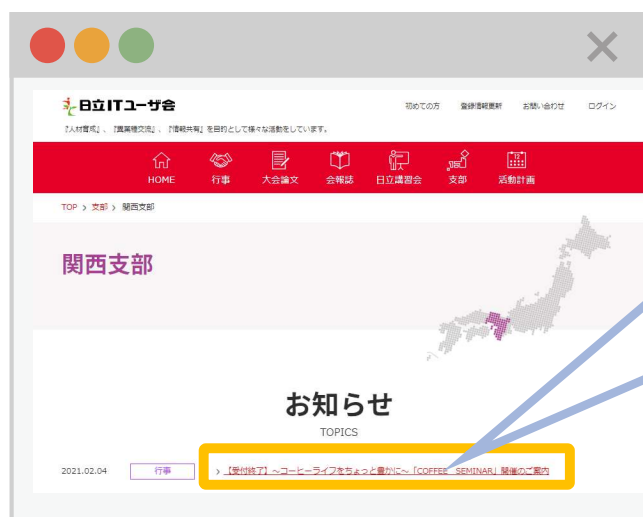 日立ITユーザ会
初めての方 登録情報更新 お問い合わせ ログイン
『人材育成』、『異業種交流』、『情報共有』を目的として様々な活動をしています。
HOME 行事 大会論文 会報誌 日立講習会 支部 活動計画
TOP > 支部 > 関西支部
関西支部
お知らせ
TOPICS
2021.02.04 行事 > 【受付終了】～コーヒーライフをちょっと豊かに～「COFFEE SEMINAR」開催のご案内